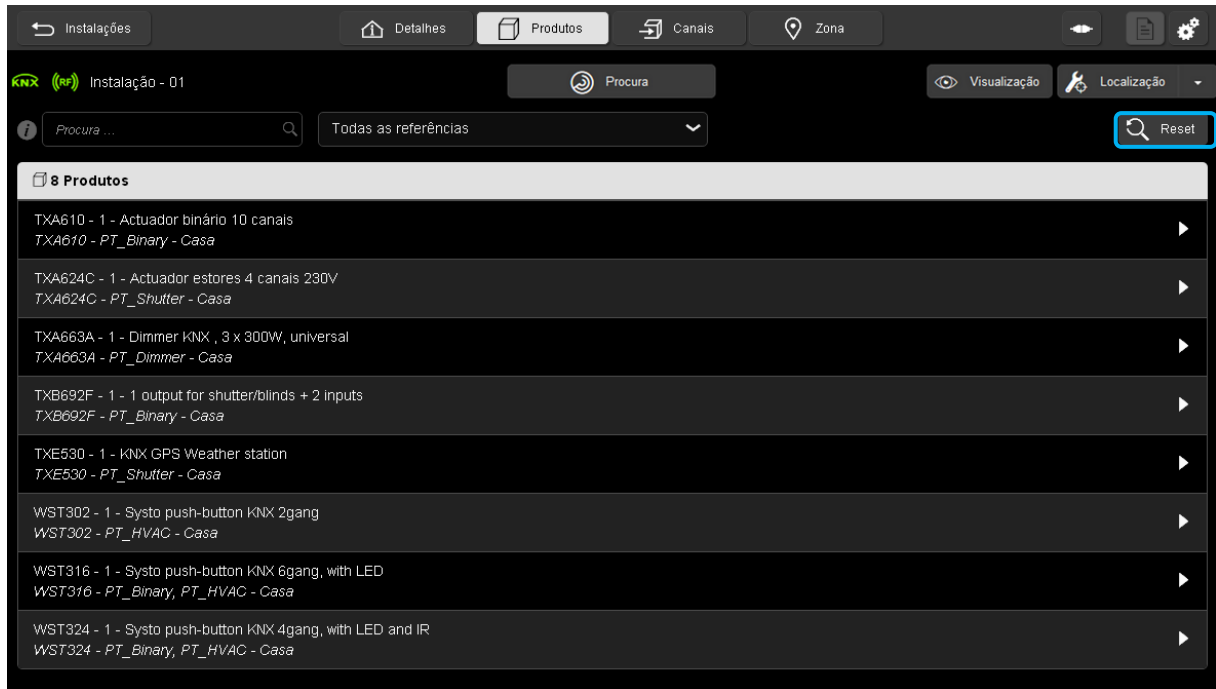 Instalações
Detalhes
Produtos
Canais
Zona
KNX ((RF)) Instalação - 01
Procura
Visualização
Localização
i
Procura ...
Todas as referências
Reset
8 Produtos
TXA610 - 1 - Actuador binário 10 canais
TXA610 - PT_Binary - Casa
TXA624C - 1 - Actuador estores 4 canais 230V
TXA624C - PT_Shutter - Casa
TXA663A - 1 - Dimmer KNX , 3 x 300W, universal
TXA663A - PT_Dimmer - Casa
TXB692F - 1 - 1 output for shutter/blinds + 2 inputs
TXB692F - PT_Binary - Casa
TXE530 - 1 - KNX GPS Weather station
TXE530 - PT_Shutter - Casa
WST302 - 1 - Systo push-button KNX 2gang
WST302 - PT_HVAC - Casa
WST316 - 1 - Systo push-button KNX 6gang, with LED
WST316 - PT_Binary, PT_HVAC - Casa
WST324 - 1 - Systo push-button KNX 4gang, with LED and IR
WST324 - PT_Binary, PT_HVAC - Casa